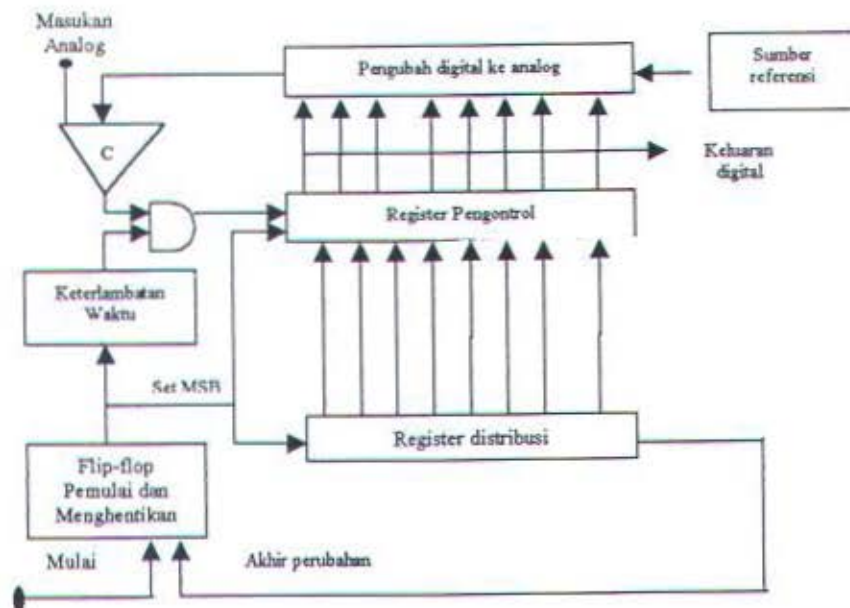 Masukan
Analog
Pengubah digital ke analog
Sumber
referensi
C
Keluaran
digital
Register Pengontrol
Keterlambatan
Waktu
Set MSB
Register distribusi
Flip-flop
Pemulai dan
Menghentikan
Mulai
Akhir perubahan